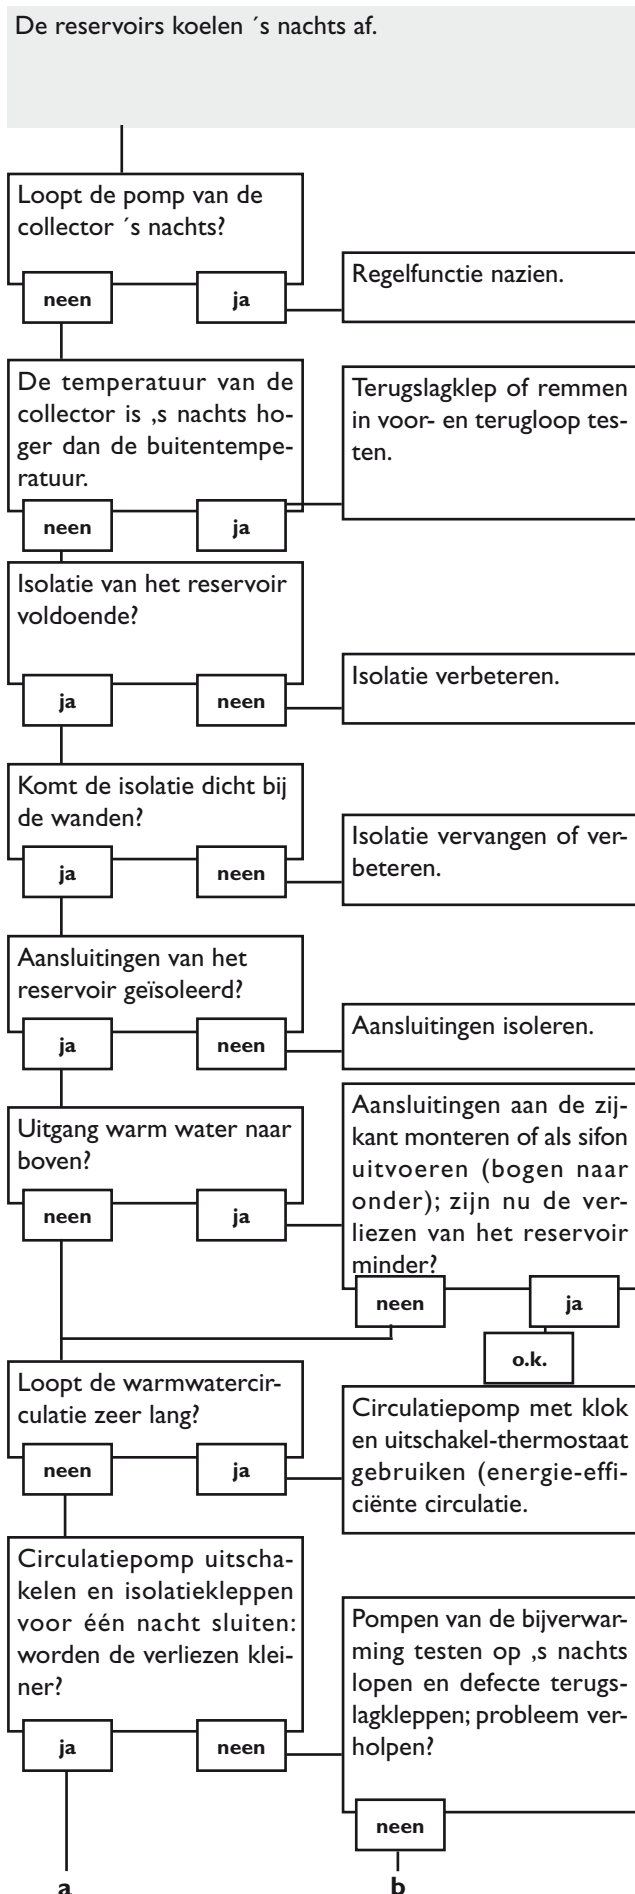 De reservoirs koelen ´s nachts af.
Loopt de pomp van de
collector ´s nachts?
neen
ja
Regelfunctie nazien.
De temperatuur van de
collector is ‚s nachts ho-
ger dan de buitentempe-
ratuur.
neen
ja
Terugslagklep of remmen
in voor- en terugloop tes-
ten.
Isolatie van het reservoir
voldoende?
ja
neen
Isolatie verbeteren.
Komt de isolatie dicht bij
de wanden?
ja
neen
Isolatie vervangen of ver-
beteren.
Aansluitingen van het
reservoir geïsoleerd?
ja
neen
Aansluitingen isoleren.
Uitgang warm water naar
boven?
neen
ja
Aansluitingen aan de zij-
kant monteren of als sifon
uitvoeren (bogen naar
onder); zijn nu de ver-
liezen van het reservoir
minder?
neen
ja
o.k.
Loopt de warmwatercir-
culatie zeer lang?
neen
ja
Circulatiepomp met klok
en uitschakel-thermostaat
gebruiken (energie-effi-
ciënte circulatie.
Circulatiepomp uitscha-
kelen en isolatiekleppen
voor één nacht sluiten:
worden de verliezen klei-
ner?
ja
neen
Pompen van de bijverwar-
ming testen op ‚s nachts
lopen en defecte terugs-
lagkleppen; probleem ver-
holpen?
neen
a
b